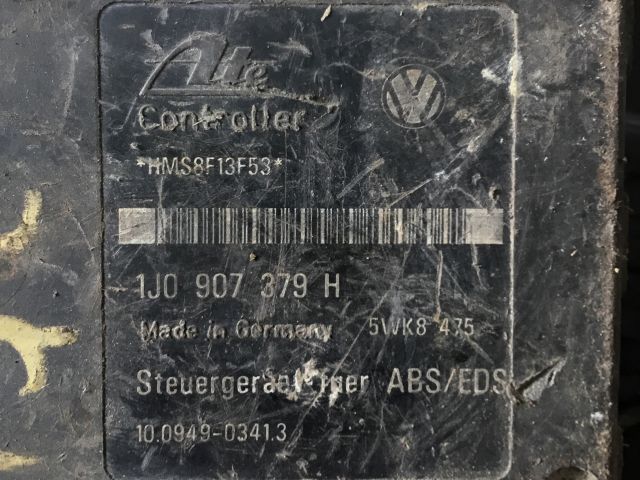 Ate
Controller
*HMS8F13F53*
1J0 907 379 H
Made in Germany 5WK8 475
Steuergeraet fuer ABS/EDS
10.0949-0341.3